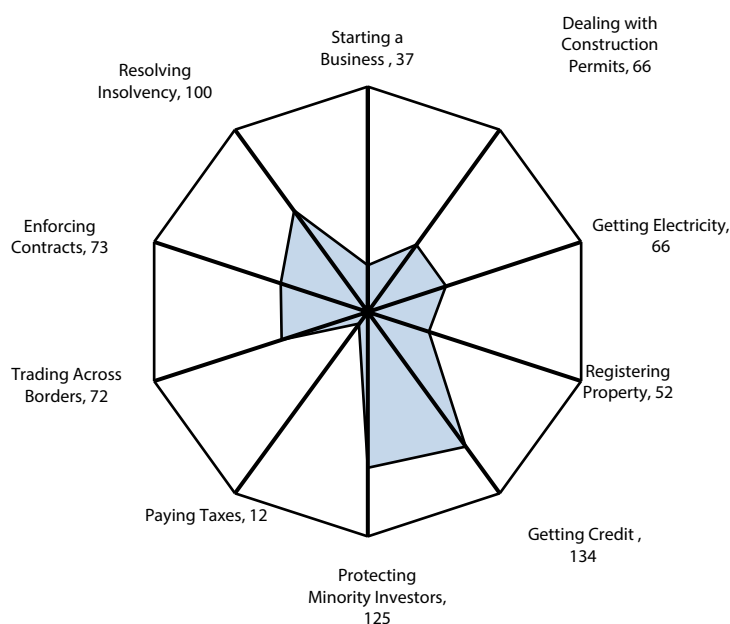 Starting a
Business , 37
Dealing with
Construction
Permits, 66
Getting Electricity,
66
Registering
Property, 52
Getting Credit ,
134
Protecting
Minority Investors,
125
Paying Taxes, 12
Trading Across
Borders, 72
Enforcing
Contracts, 73
Resolving
Insolvency, 100